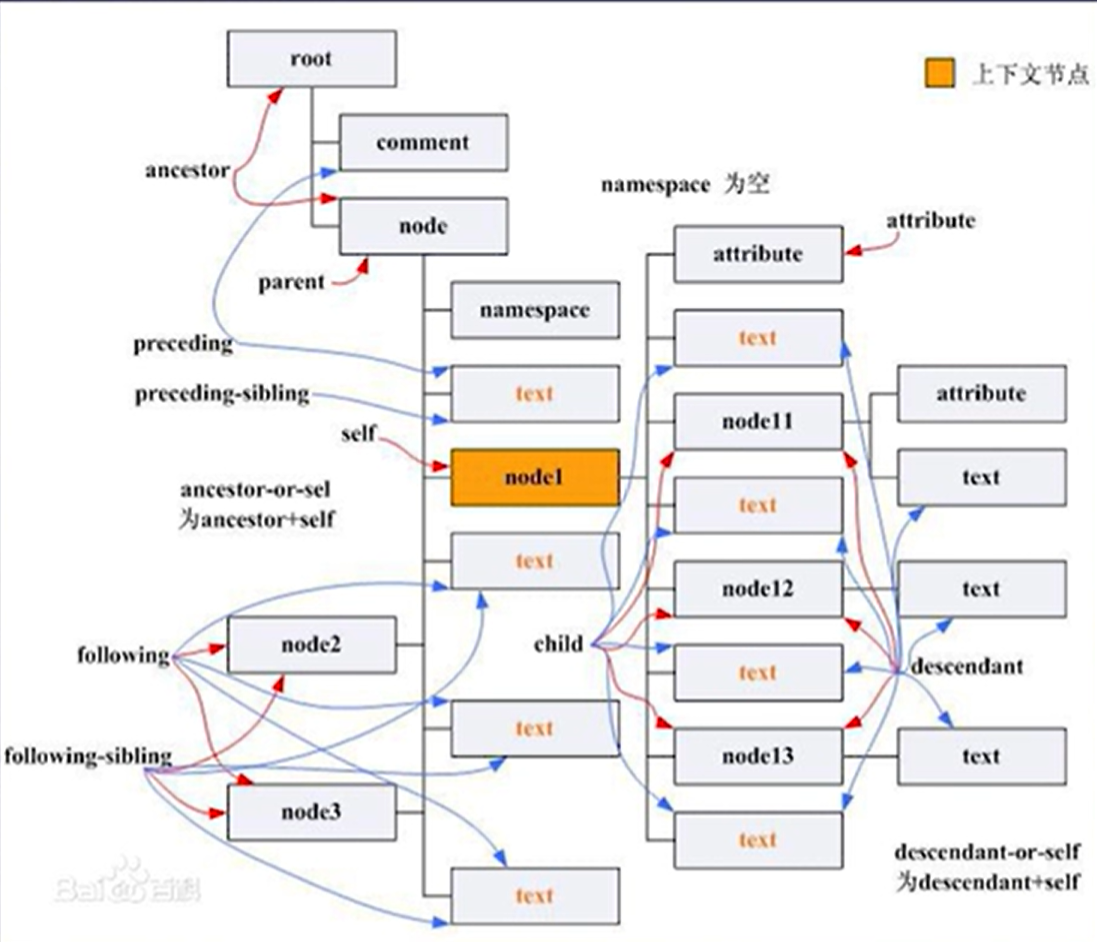 root
上下文节点
comment
ancestor
namespace 为空
node
attribute
attribute
parent
namespace
preceding
text
text
preceding-sibling
attribute
node11
self
node1
text
ancestor-or-sel
为ancestor+self
text
text
node12
text
node2
child
following
text
descendant
text
following-sibling
node13
text
node3
text
descendant-or-self
为descendant+self
text
Bai百科